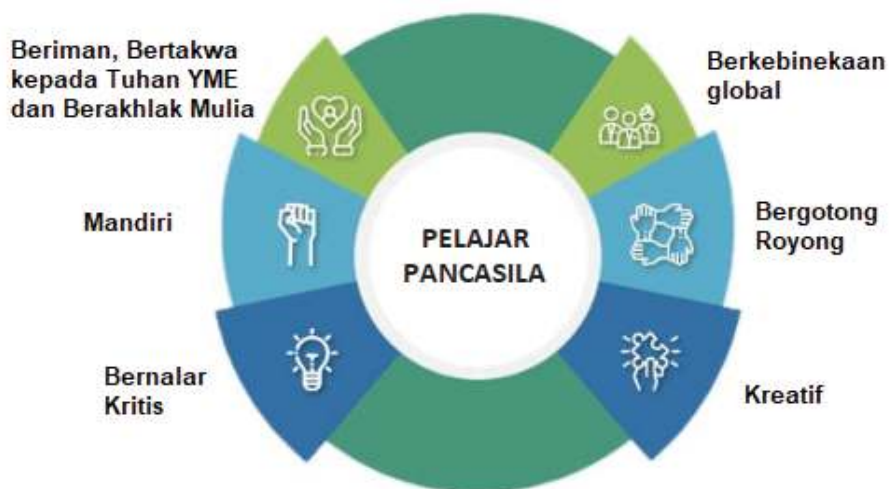 Beriman, Bertakwa
kepada Tuhan YME
dan Berakhlak Mulia
Berkebinekaan
global
Mandiri
PELAJAR
PANCASILA
Bergotong
Royong
Bernalar
Kritis
Kreatif